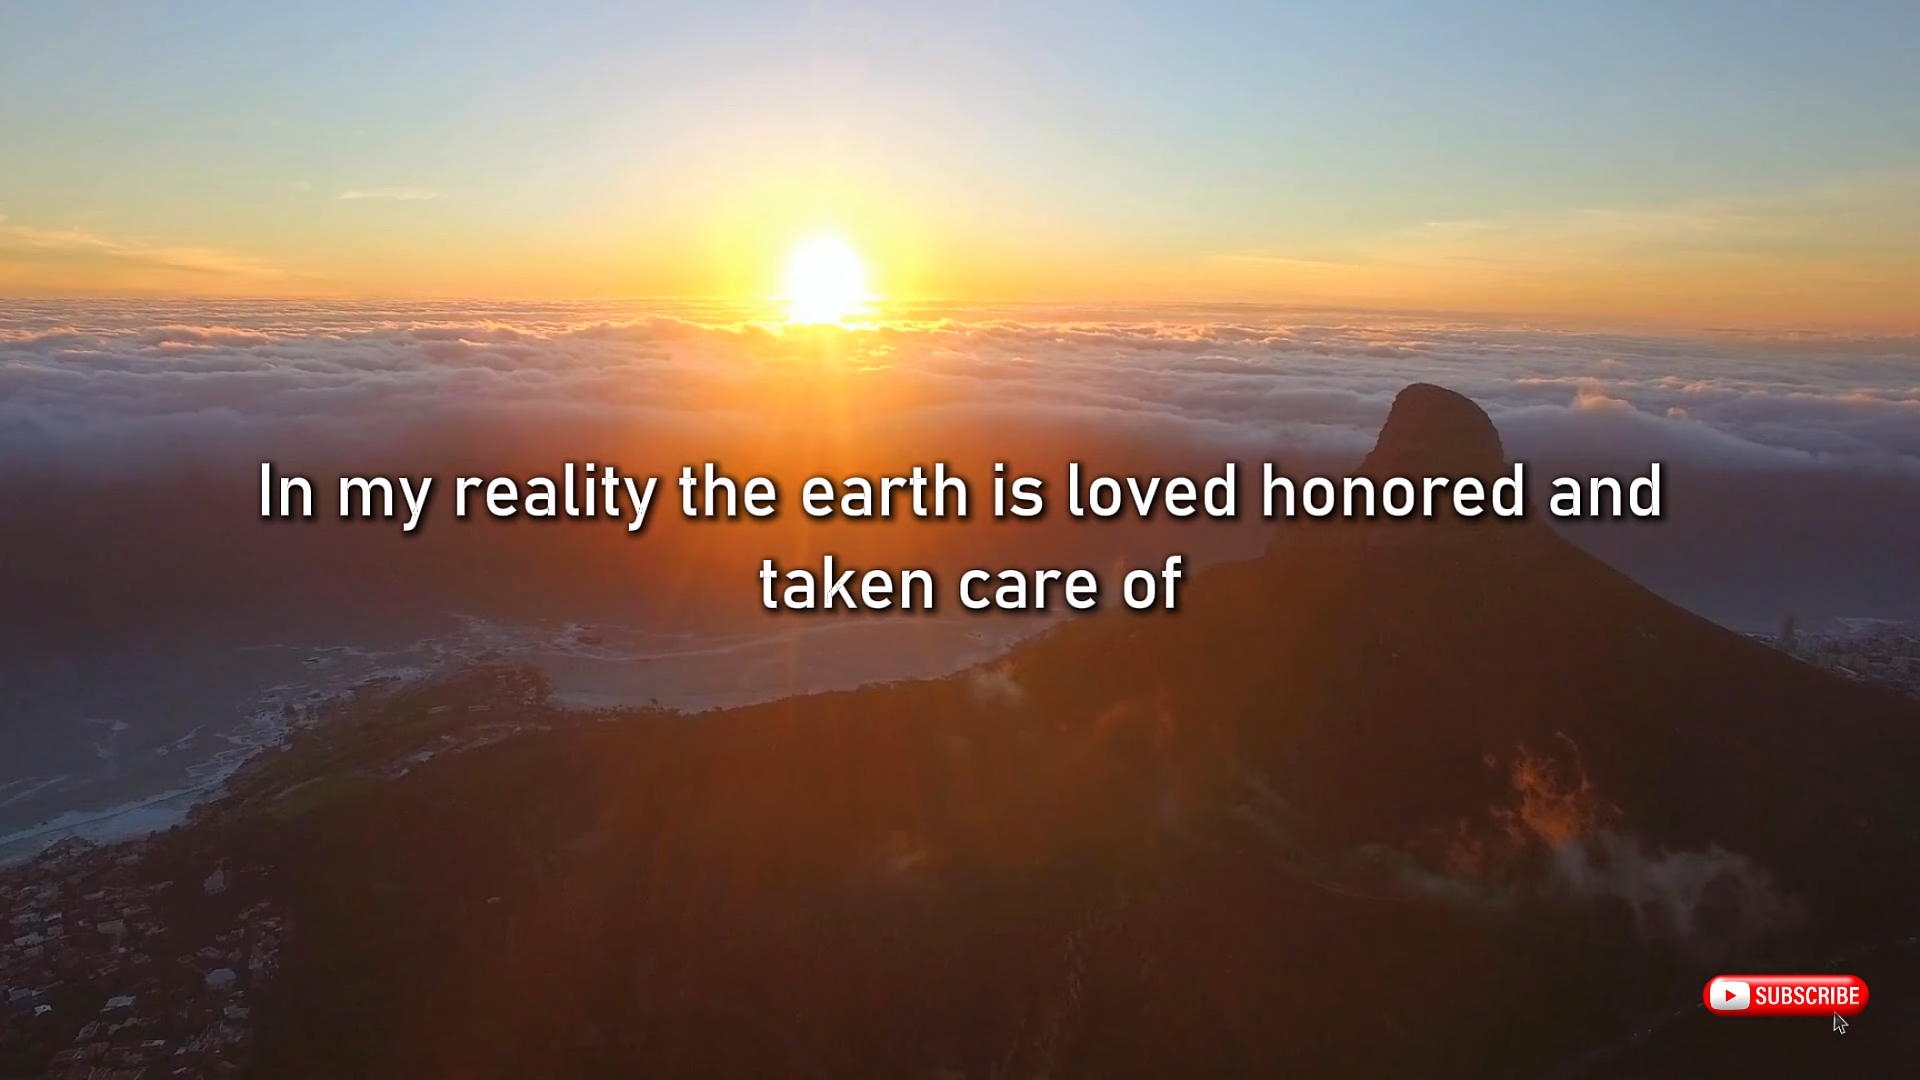 In my reality the earth is loved honored and
taken care of
SUBSCRIBE